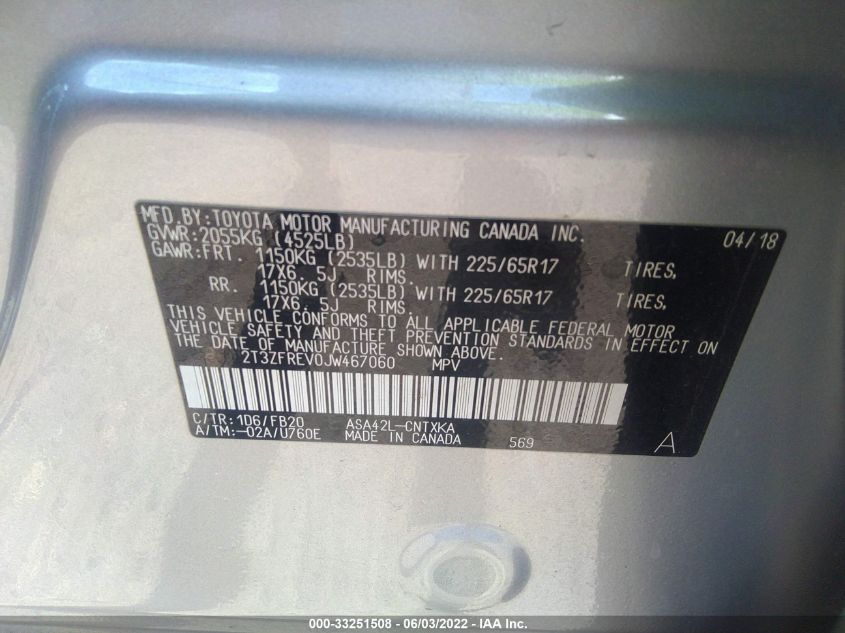 MFD. BY: TOYOTA MOTOR MANUFACTURING CANADA INC. 04/18
GVWR: 2055KG (4525LB)
GAWR: FRT. 1150KG (2535LB) WITH 225/65R17 TIRES,
17X6. 5J RIMS.
RR. 1150KG (2535LB) WITH 225/65R17 TIRES,
17X6. 5J RIMS.
THIS VEHICLE CONFORMS TO ALL APPLICABLE FEDERAL MOTOR
VEHICLE SAFETY AND THEFT PREVENTION STANDARDS IN EFFECT ON
THE DATE OF MANUFACTURE SHOWN ABOVE.
2T3ZFREV0JW467060 MPV
C/TR: 1D6/FB20 ASA42L-CNTXKA
A/TM: -02A/U760E MADE IN CANADA 569 A
000-33251508 - 06/03/2022 - IAA Inc.